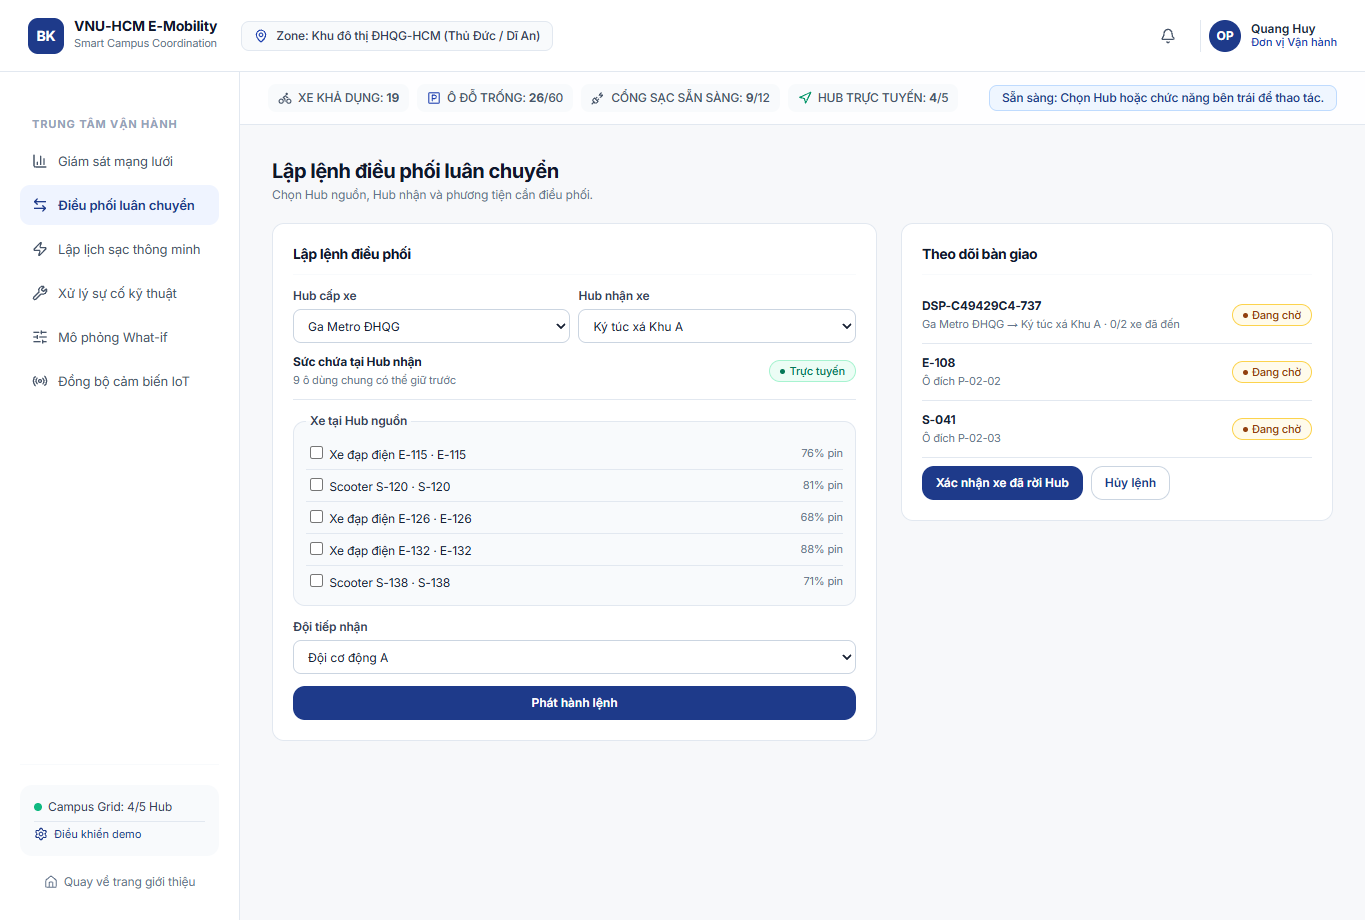 BK
VNU-HCM E-Mobility
Smart Campus Coordination
Zone: Khu đô thị ĐHQG-HCM (Thủ Đức / Dĩ An)
OP
Quang Huy
Đơn vị Vận hành
XE KHẢ DỤNG: 19
Ô ĐỖ TRỐNG: 26/60
CỔNG SẠC SẴN SÀNG: 9/12
HUB TRỰC TUYẾN: 4/5
Sẵn sàng: Chọn Hub hoặc chức năng bên trái để thao tác.
TRUNG TÂM VẬN HÀNH
Giám sát mạng lưới
Điều phối luân chuyển
Lập lịch sạc thông minh
Xử lý sự cố kỹ thuật
Mô phỏng What-if
Đồng bộ cảm biến IoT
Campus Grid: 4/5 Hub
Điều khiển demo
Quay về trang giới thiệu
Lập lệnh điều phối luân chuyển
Chọn Hub nguồn, Hub nhận và phương tiện cần điều phối.
Lập lệnh điều phối
Hub cấp xe
Hub nhận xe
Ga Metro ĐHQG
Ký túc xá Khu A
Sức chứa tại Hub nhận
9 ô dùng chung có thể giữ trước
Trực tuyến
Xe tại Hub nguồn
Xe đạp điện E-115 · E-115
76% pin
Scooter S-120 · S-120
81% pin
Xe đạp điện E-126 · E-126
68% pin
Xe đạp điện E-132 · E-132
88% pin
Scooter S-138 · S-138
71% pin
Đội tiếp nhận
Đội cơ động A
Phát hành lệnh
Theo dõi bàn giao
DSP-C49429C4-737
Ga Metro ĐHQG → Ký túc xá Khu A · 0/2 xe đã đến
Đang chờ
E-108
Ô đích P-02-02
Đang chờ
S-041
Ô đích P-02-03
Đang chờ
Xác nhận xe đã rời Hub
Hủy lệnh